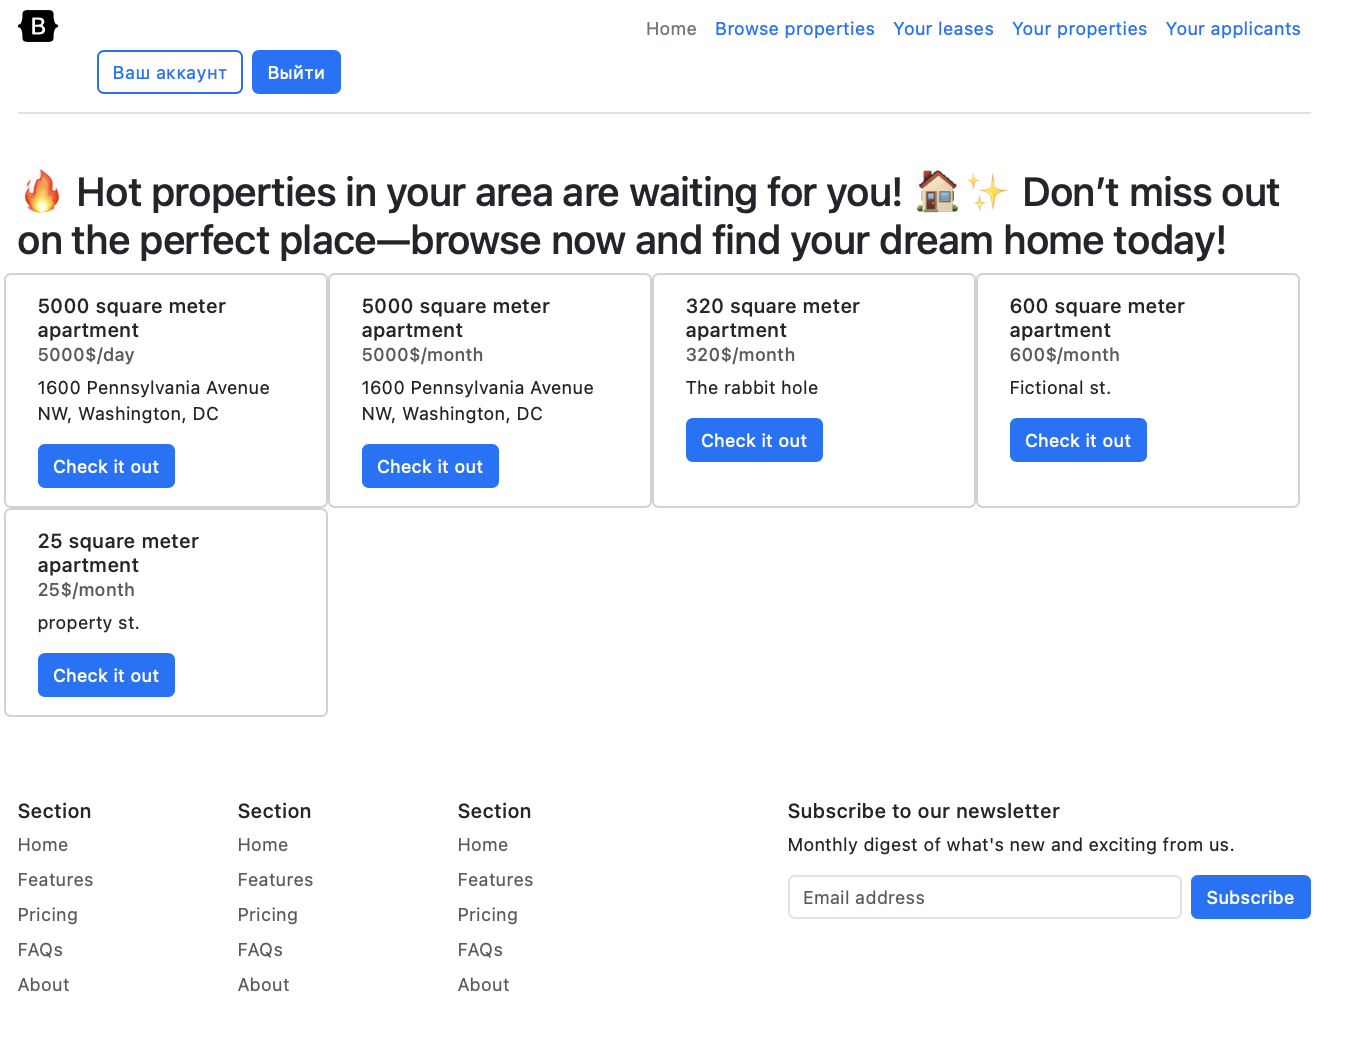 B
Home Browse properties Your leases Your properties Your applicants
Ваш аккаунт Выйти
🔥 Hot properties in your area are waiting for you! 🏠✨ Don’t miss out
on the perfect place—browse now and find your dream home today!
5000 square meter
apartment
5000$/day
1600 Pennsylvania Avenue
NW, Washington, DC
Check it out
5000 square meter
apartment
5000$/month
1600 Pennsylvania Avenue
NW, Washington, DC
Check it out
320 square meter
apartment
320$/month
The rabbit hole
Check it out
600 square meter
apartment
600$/month
Fictional st.
Check it out
25 square meter
apartment
25$/month
property st.
Check it out
Section
Home
Features
Pricing
FAQs
About
Section
Home
Features
Pricing
FAQs
About
Section
Home
Features
Pricing
FAQs
About
Subscribe to our newsletter
Monthly digest of what's new and exciting from us.
Email address Subscribe